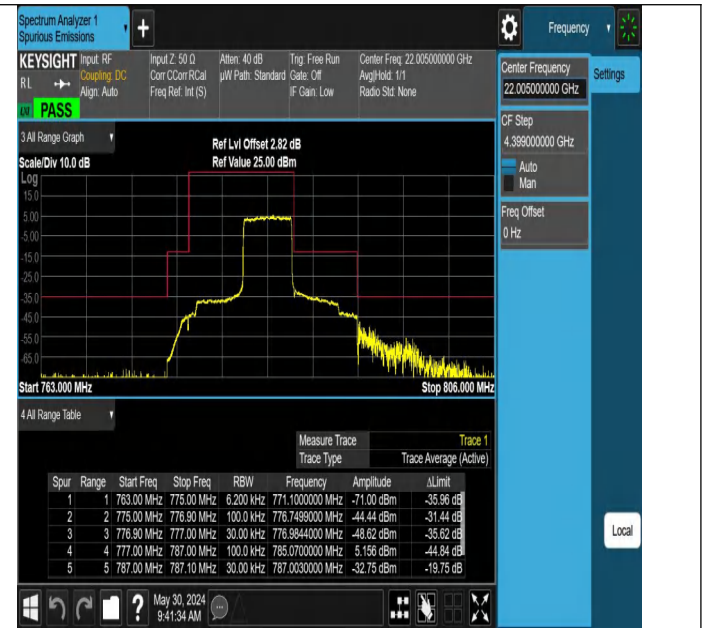 Spectrum Analyzer 1
Spurious Emissions
Frequency
KEYSIGHT
RL
PASS
Input: RF
Coupling: DC
Align: Auto
Input Z: 50 Ω
Corr CCorr RCal
Freq Ref: Int (S)
Atten: 40 dB
µW Path: Standard
Trig: Free Run
Gate: Off
IF Gain: Low
Center Freq: 22.005000000 GHz
Avg|Hold: 1/1
Radio Std: None
Center Frequency
22.005000000 GHz
Settings
CF Step
4.399000000 GHz
Auto
Man
Freq Offset
0 Hz
3 All Range Graph
Scale/Div 10.0 dB
Ref Lvl Offset 2.82 dB
Ref Value 25.00 dBm
Log
15.0
5.00
-5.00
-15.0
-25.0
-35.0
-45.0
-55.0
-65.0
Start 763.000 MHz
Stop 806.000 MHz
4 All Range Table
Measure Trace Trace 1
Trace Type Trace Average (Active)
Spur Range Start Freq Stop Freq RBW Frequency Amplitude ΔLimit
1 1 763.00 MHz 775.00 MHz 6.200 kHz 771.1000000 MHz -71.00 dBm -35.96 dB
2 2 775.00 MHz 776.90 MHz 100.0 kHz 776.7499000 MHz -44.44 dBm -31.44 dB
3 3 776.90 MHz 777.00 MHz 30.00 kHz 776.9844000 MHz -48.62 dBm -35.62 dB
4 4 777.00 MHz 787.00 MHz 100.0 kHz 785.0700000 MHz 5.156 dBm -44.84 dB
5 5 787.00 MHz 787.10 MHz 30.00 kHz 787.0030000 MHz -32.75 dBm -19.75 dB
Local
May 30, 2024
9:41:34 AM